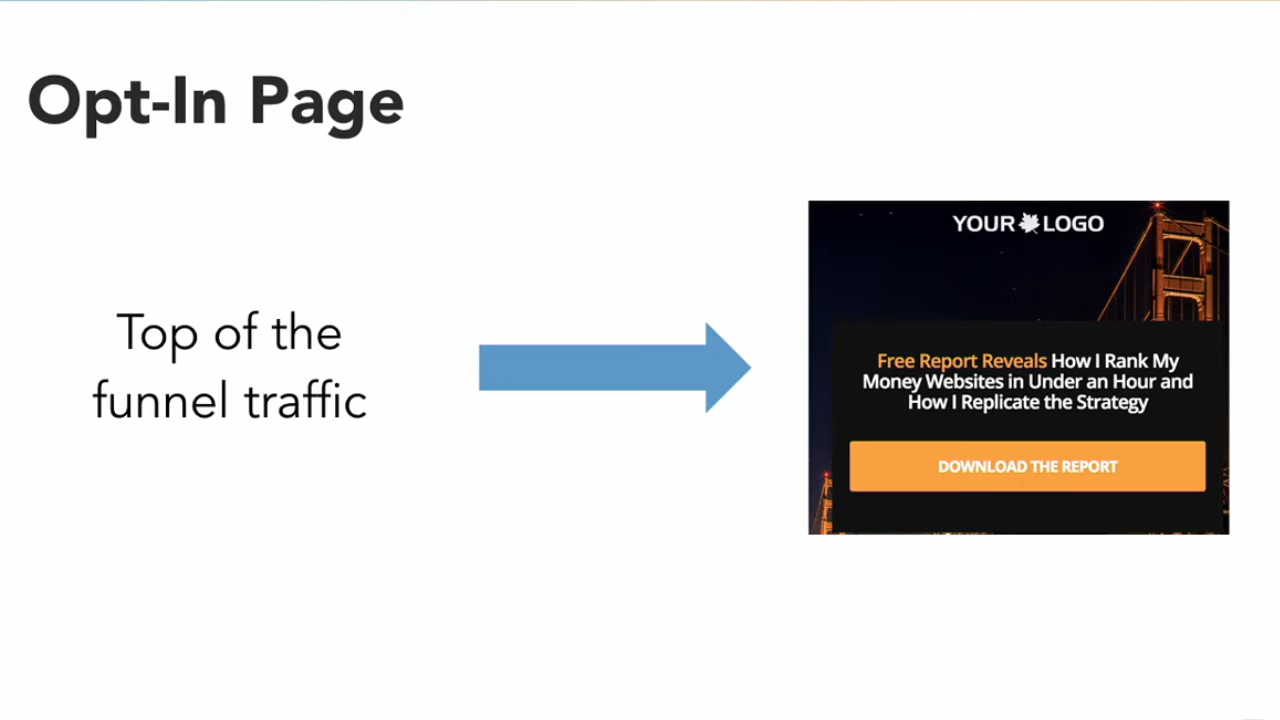 Opt-In Page
Top of the
funnel traffic
YOUR LOGO
Free Report Reveals How I Rank My
Money Websites in Under an Hour and
How I Replicate the Strategy
DOWNLOAD THE REPORT